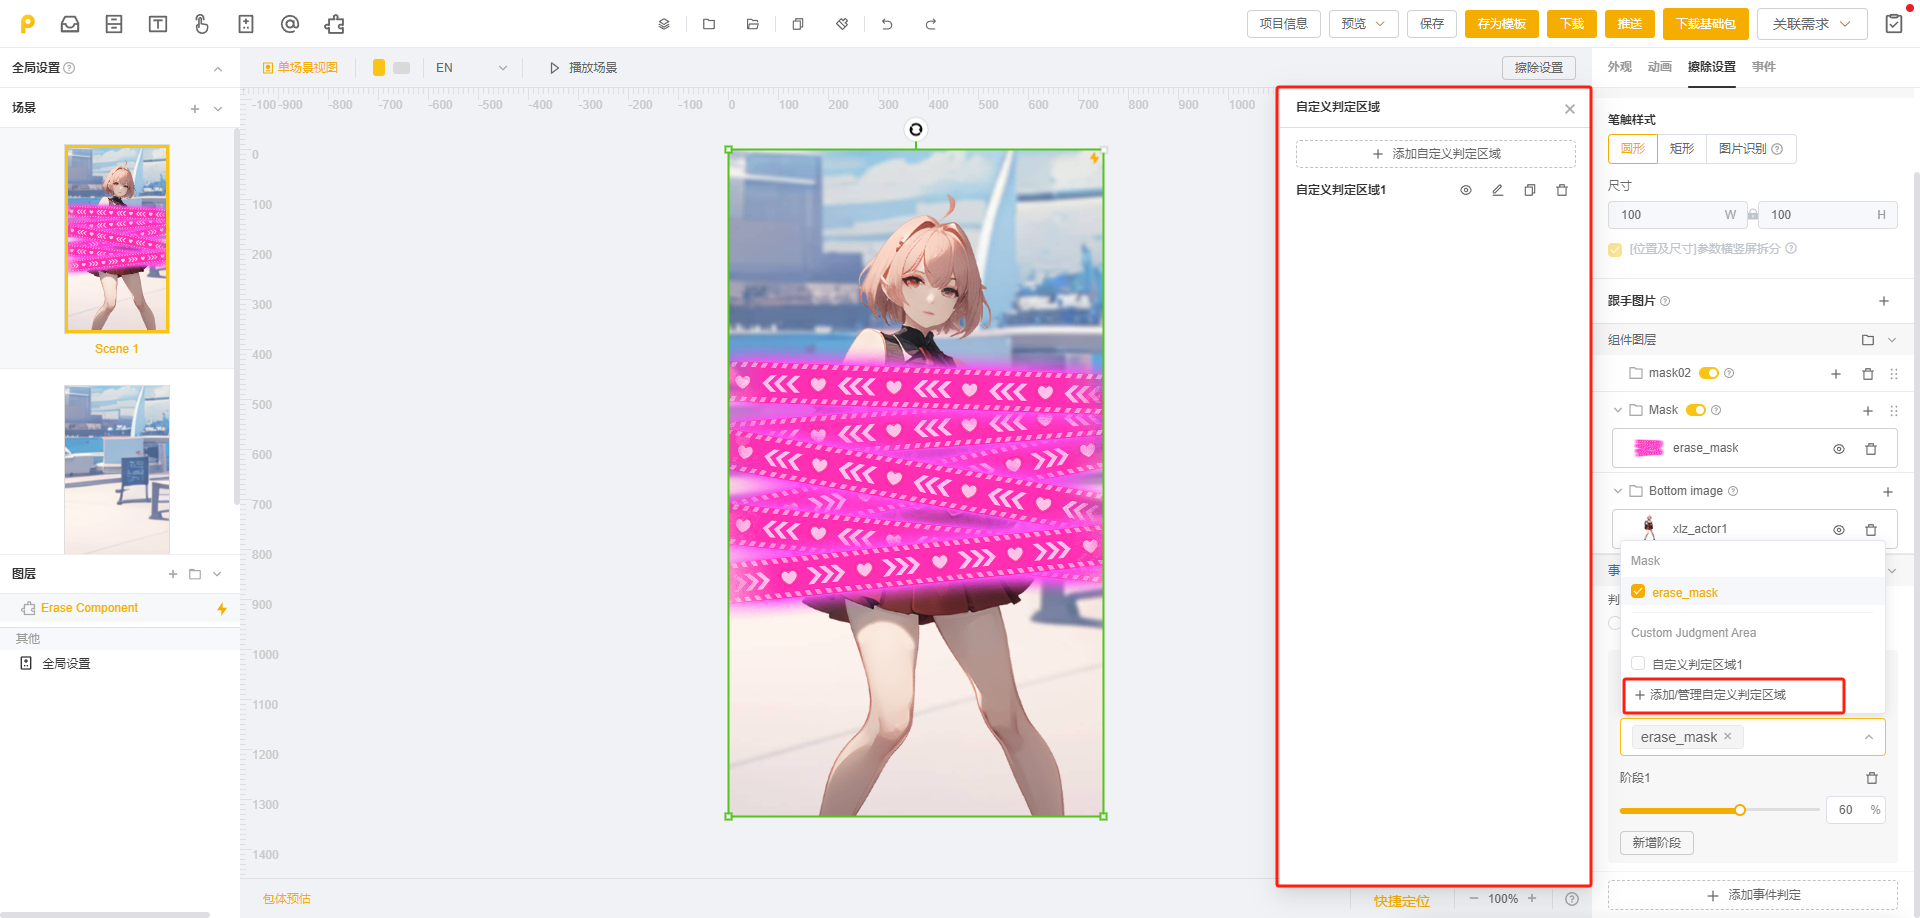 项目信息
预览
保存
存为模板
下载
推送
下载基础包
关联需求
全局设置
单场景视图
EN
播放场景
擦除设置
外观
动画
擦除设置
事件
场景
-100 -900 -800 -700 -600 -500 -400 -300 -200 -100 0 100 200 300 400 500 600 700 800 900 1000
自定义判定区域
添加自定义判定区域
自定义判定区域1
笔触样式
圆形
矩形
图片识别
尺寸
100 W
100 H
[位置及尺寸]参数横竖屏拆分
跟手图片
组件图层
mask02
Mask
erase_mask
Bottom image
xlz_actor1
Mask
erase_mask
Custom Judgment Area
自定义判定区域1
添加/管理自定义判定区域
erase_mask
阶段1
60 %
新增阶段
添加事件判定
0
100
200
300
400
500
600
700
800
900
1000
1100
1200
1300
1400
Scene 1
图层
Erase Component
其他
全局设置
包体预估
快捷定位
100%